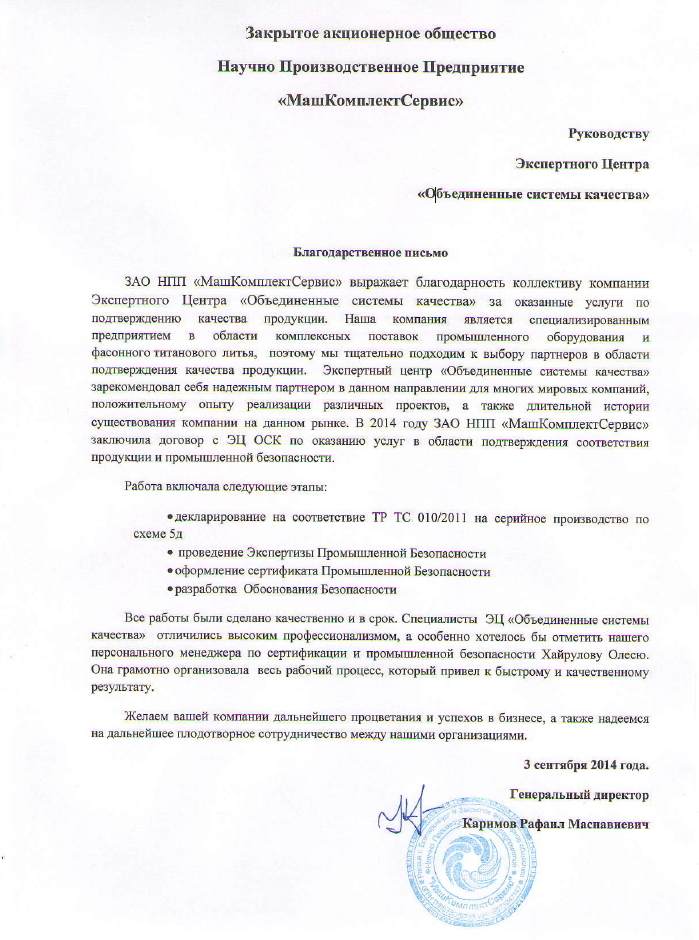 Закрытое акционерное общество
Научно Производственное Предприятие
«МашКомплектСервис»
Руководству
Экспертного Центра
«Объединенные системы качества»
Благодарственное письмо
ЗАО НПП «МашКомплектСервис» выражает благодарность коллективу компании
Экспертного Центра «Объединенные системы качества» за оказанные услуги по
подтверждению качества продукции. Наша компания является специализированным
предприятием в области комплексных поставок промышленного оборудования и
фасонного титанового литья, поэтому мы тщательно подходим к выбору партнеров в области
подтверждения качества продукции. Экспертный центр «Объединенные системы качества»
зарекомендовал себя надежным партнером в данном направлении для многих мировых компаний,
положительному опыту реализации различных проектов, а также длительной истории
существования компании на данном рынке. В 2014 году ЗАО НПП «МашКомплектСервис»
заключила договор с ЭЦ ОСК по оказанию услуг в области подтверждения соответствия
продукции и промышленной безопасности.
Работа включала следующие этапы:
•декларирование на соответствие ТР ТС 010/2011 на серийное производство по
схеме 5д
• проведение Экспертизы Промышленной Безопасности
•оформление сертификата Промышленной Безопасности
•разработка Обоснования Безопасности
Все работы были сделано качественно и в срок. Специалисты ЭЦ «Объединенные системы
качества» отличились высоким профессионализмом, а особенно хотелось бы отметить нашего
персонального менеджера по сертификации и промышленной безопасности Хайрулову Олесю.
Она грамотно организовала весь рабочий процесс, который привел к быстрому и качественному
результату.
Желаем вашей компании дальнейшего процветания и успехов в бизнесе, а также надеемся
на дальнейшее плодотворное сотрудничество между нашими организациями.
3 сентября 2014 года.
Генеральный директор
Каримов Рафаил Маснавиевич
"МашКомплектСервис"